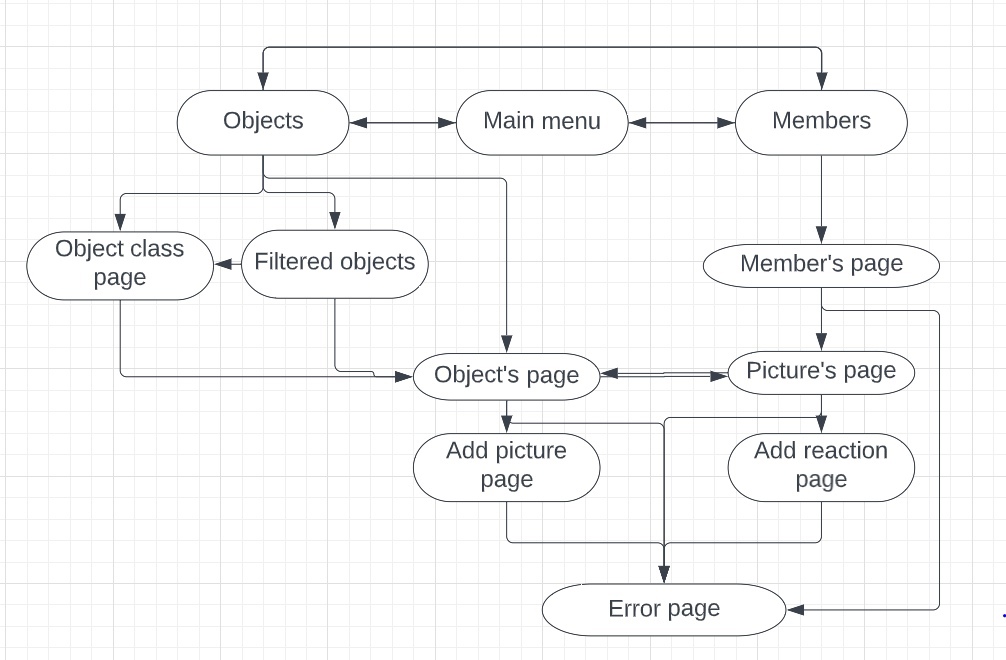 Objects
Main menu
Members
Object class
page
Filtered objects
Member's page
Object's page
Picture's page
Add picture
page
Add reaction
page
Error page